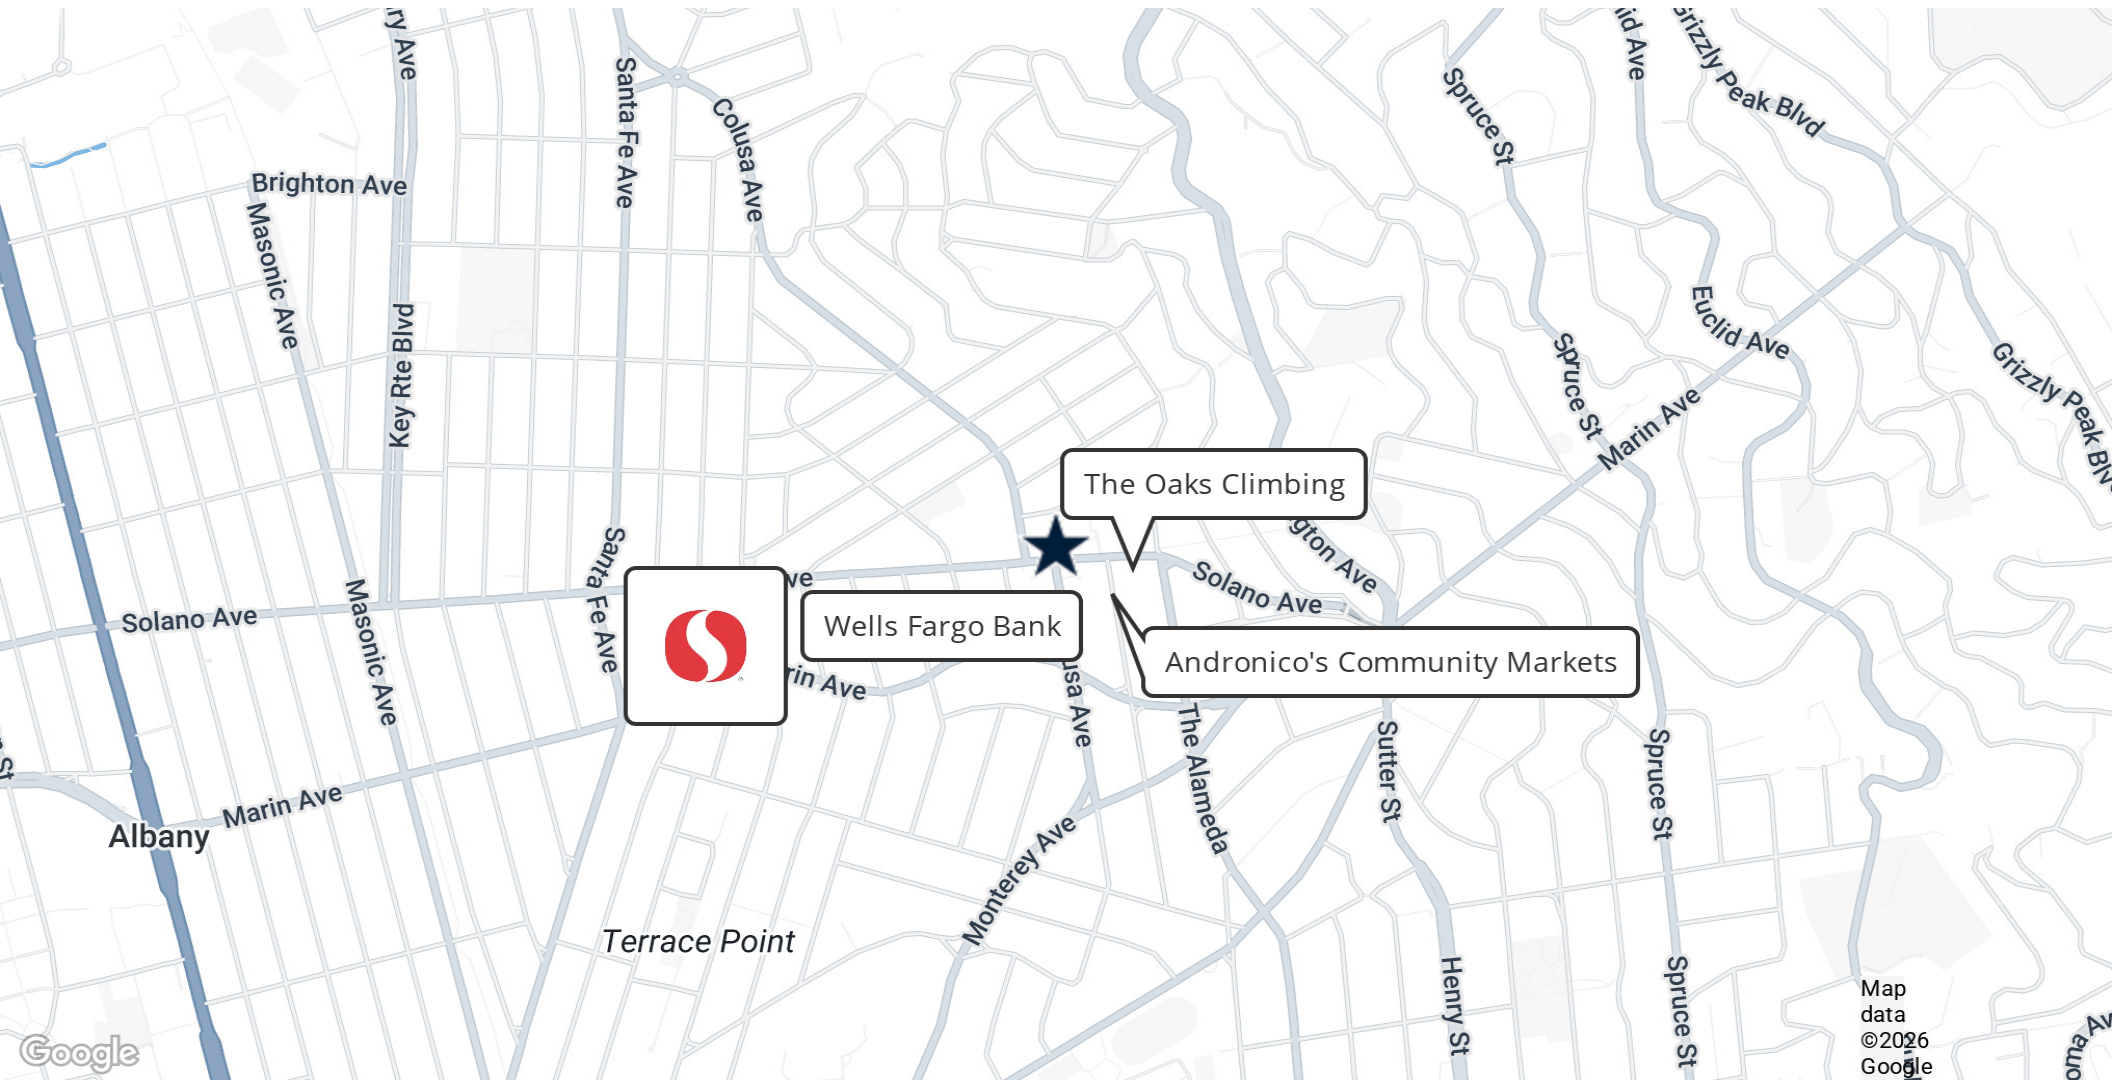 Santa Fe Ave
Colusa Ave
Spruce St
Grizzly Peak Blvd
Brighton Ave
Masonic Ave
Key Rte Blvd
Euclid Ave
Spruce St
Marin Ave
Grizzly Peak Blv
The Oaks Climbing
Santa Fe Ave
Solano Ave
Solano Ave
Wells Fargo Bank
Andronico's Community Markets
Masonic Ave
Marin Ave
Albany
The Alameda
Sutter St
Spruce St
Monterey Ave
Terrace Point
Henry St
Spruce St
Map
data
©2026
Google
Google